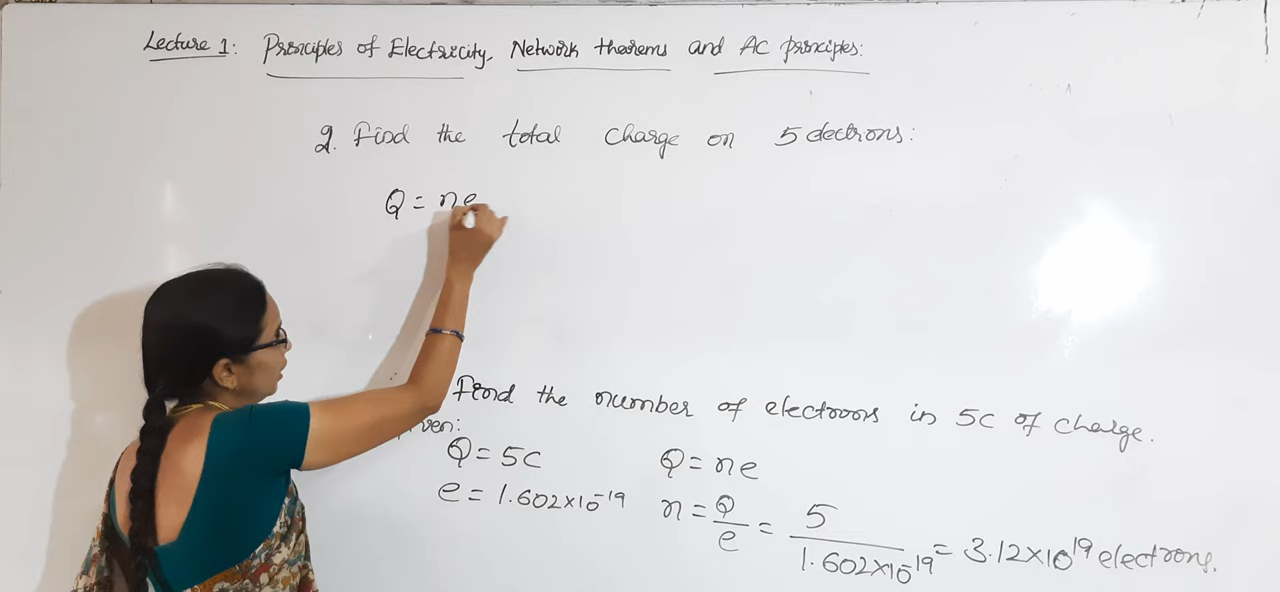 Lecture 1: Principles of Electricity, Network theorems and AC principles:
2. Find the total charge on 5 electrons:
Q = ne
Find the number of electrons in 5C of charge.
ven:
Q = 5C
e = 1.602×10⁻¹⁹
Q = ne
n = Q/e = 5/1.602×10⁻¹⁹ = 3.12×10¹⁹ electrons.